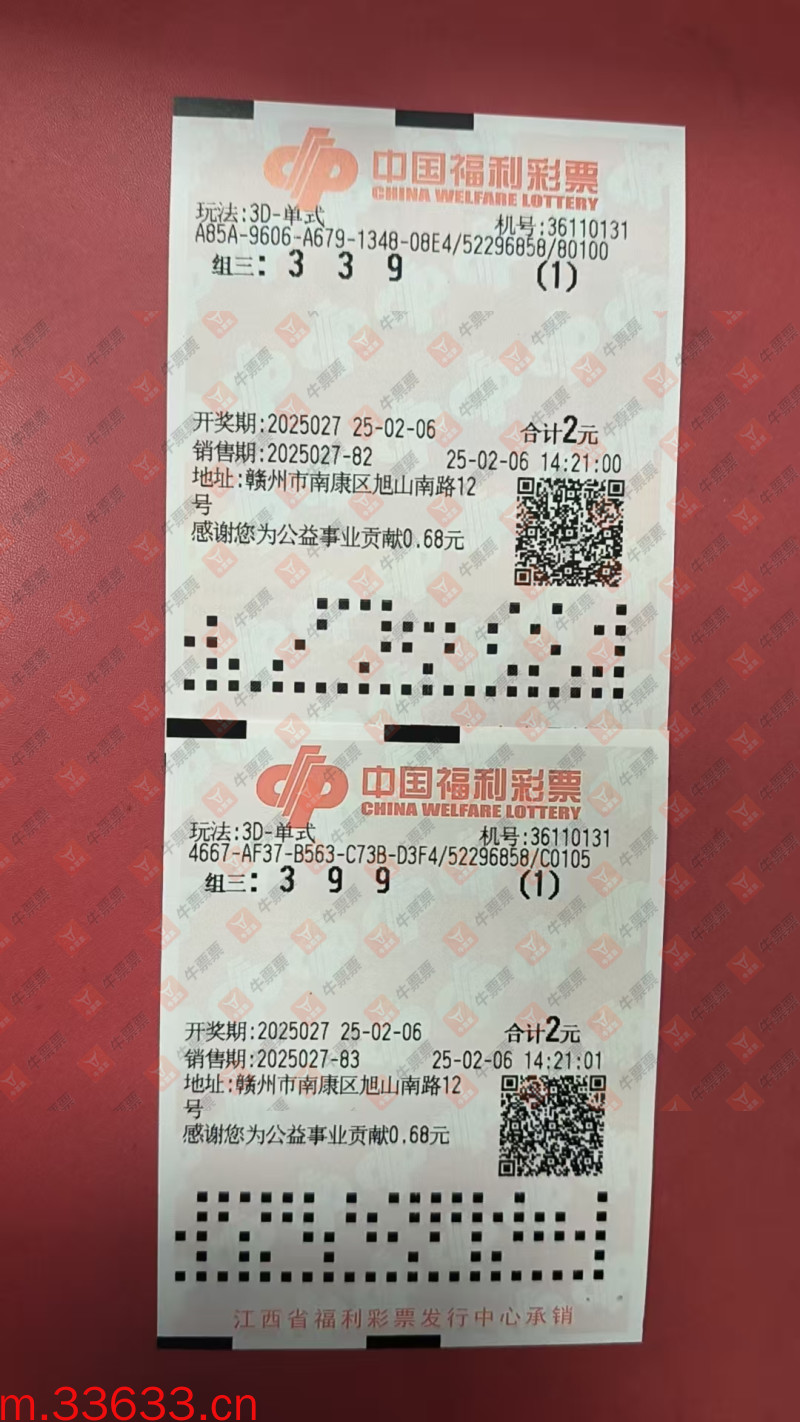 中国福利彩票
CHINA WELFARE LOTTERY
玩法:3D-单式 机号:36110131
A85A-9606-A679-1348-08E4/52296858/80100
组三: 3 3 9 (1)
开奖期:2025027 25-02-06 合计2元
销售期:2025027-82 25-02-06 14:21:00
地址:赣州市南康区旭山南路12
号
感谢您为公益事业贡献0.68元
中国福利彩票
CHINA WELFARE LOTTERY
玩法:3D-单式 机号:36110131
4667-AF37-B563-C73B-D3F4/52296858/C0105
组三: 3 9 9 (1)
开奖期:2025027 25-02-06 合计2元
销售期:2025027-83 25-02-06 14:21:01
地址:赣州市南康区旭山南路12
号
感谢您为公益事业贡献0.68元
江西省福利彩票发行中心承销
牛票票
m.33633.cn